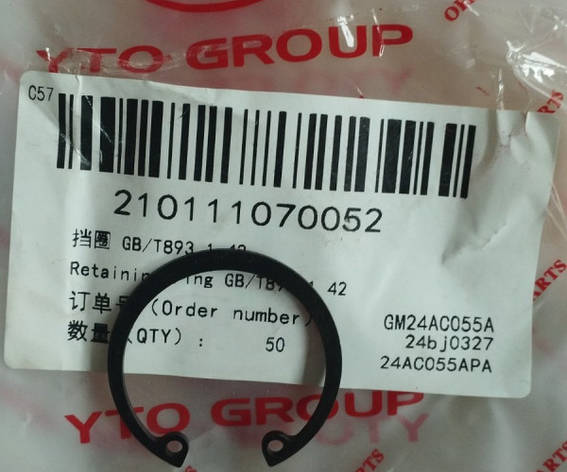 YTO GROUP
C57
210111070052
挡圈 GB/T893.1 42
Retaining Ring GB/T893.1 42
订单号 (Order number)
GM24AC055A
数量 (QTY) : 50
24bj0327
24AC055APA
YTO GROUP